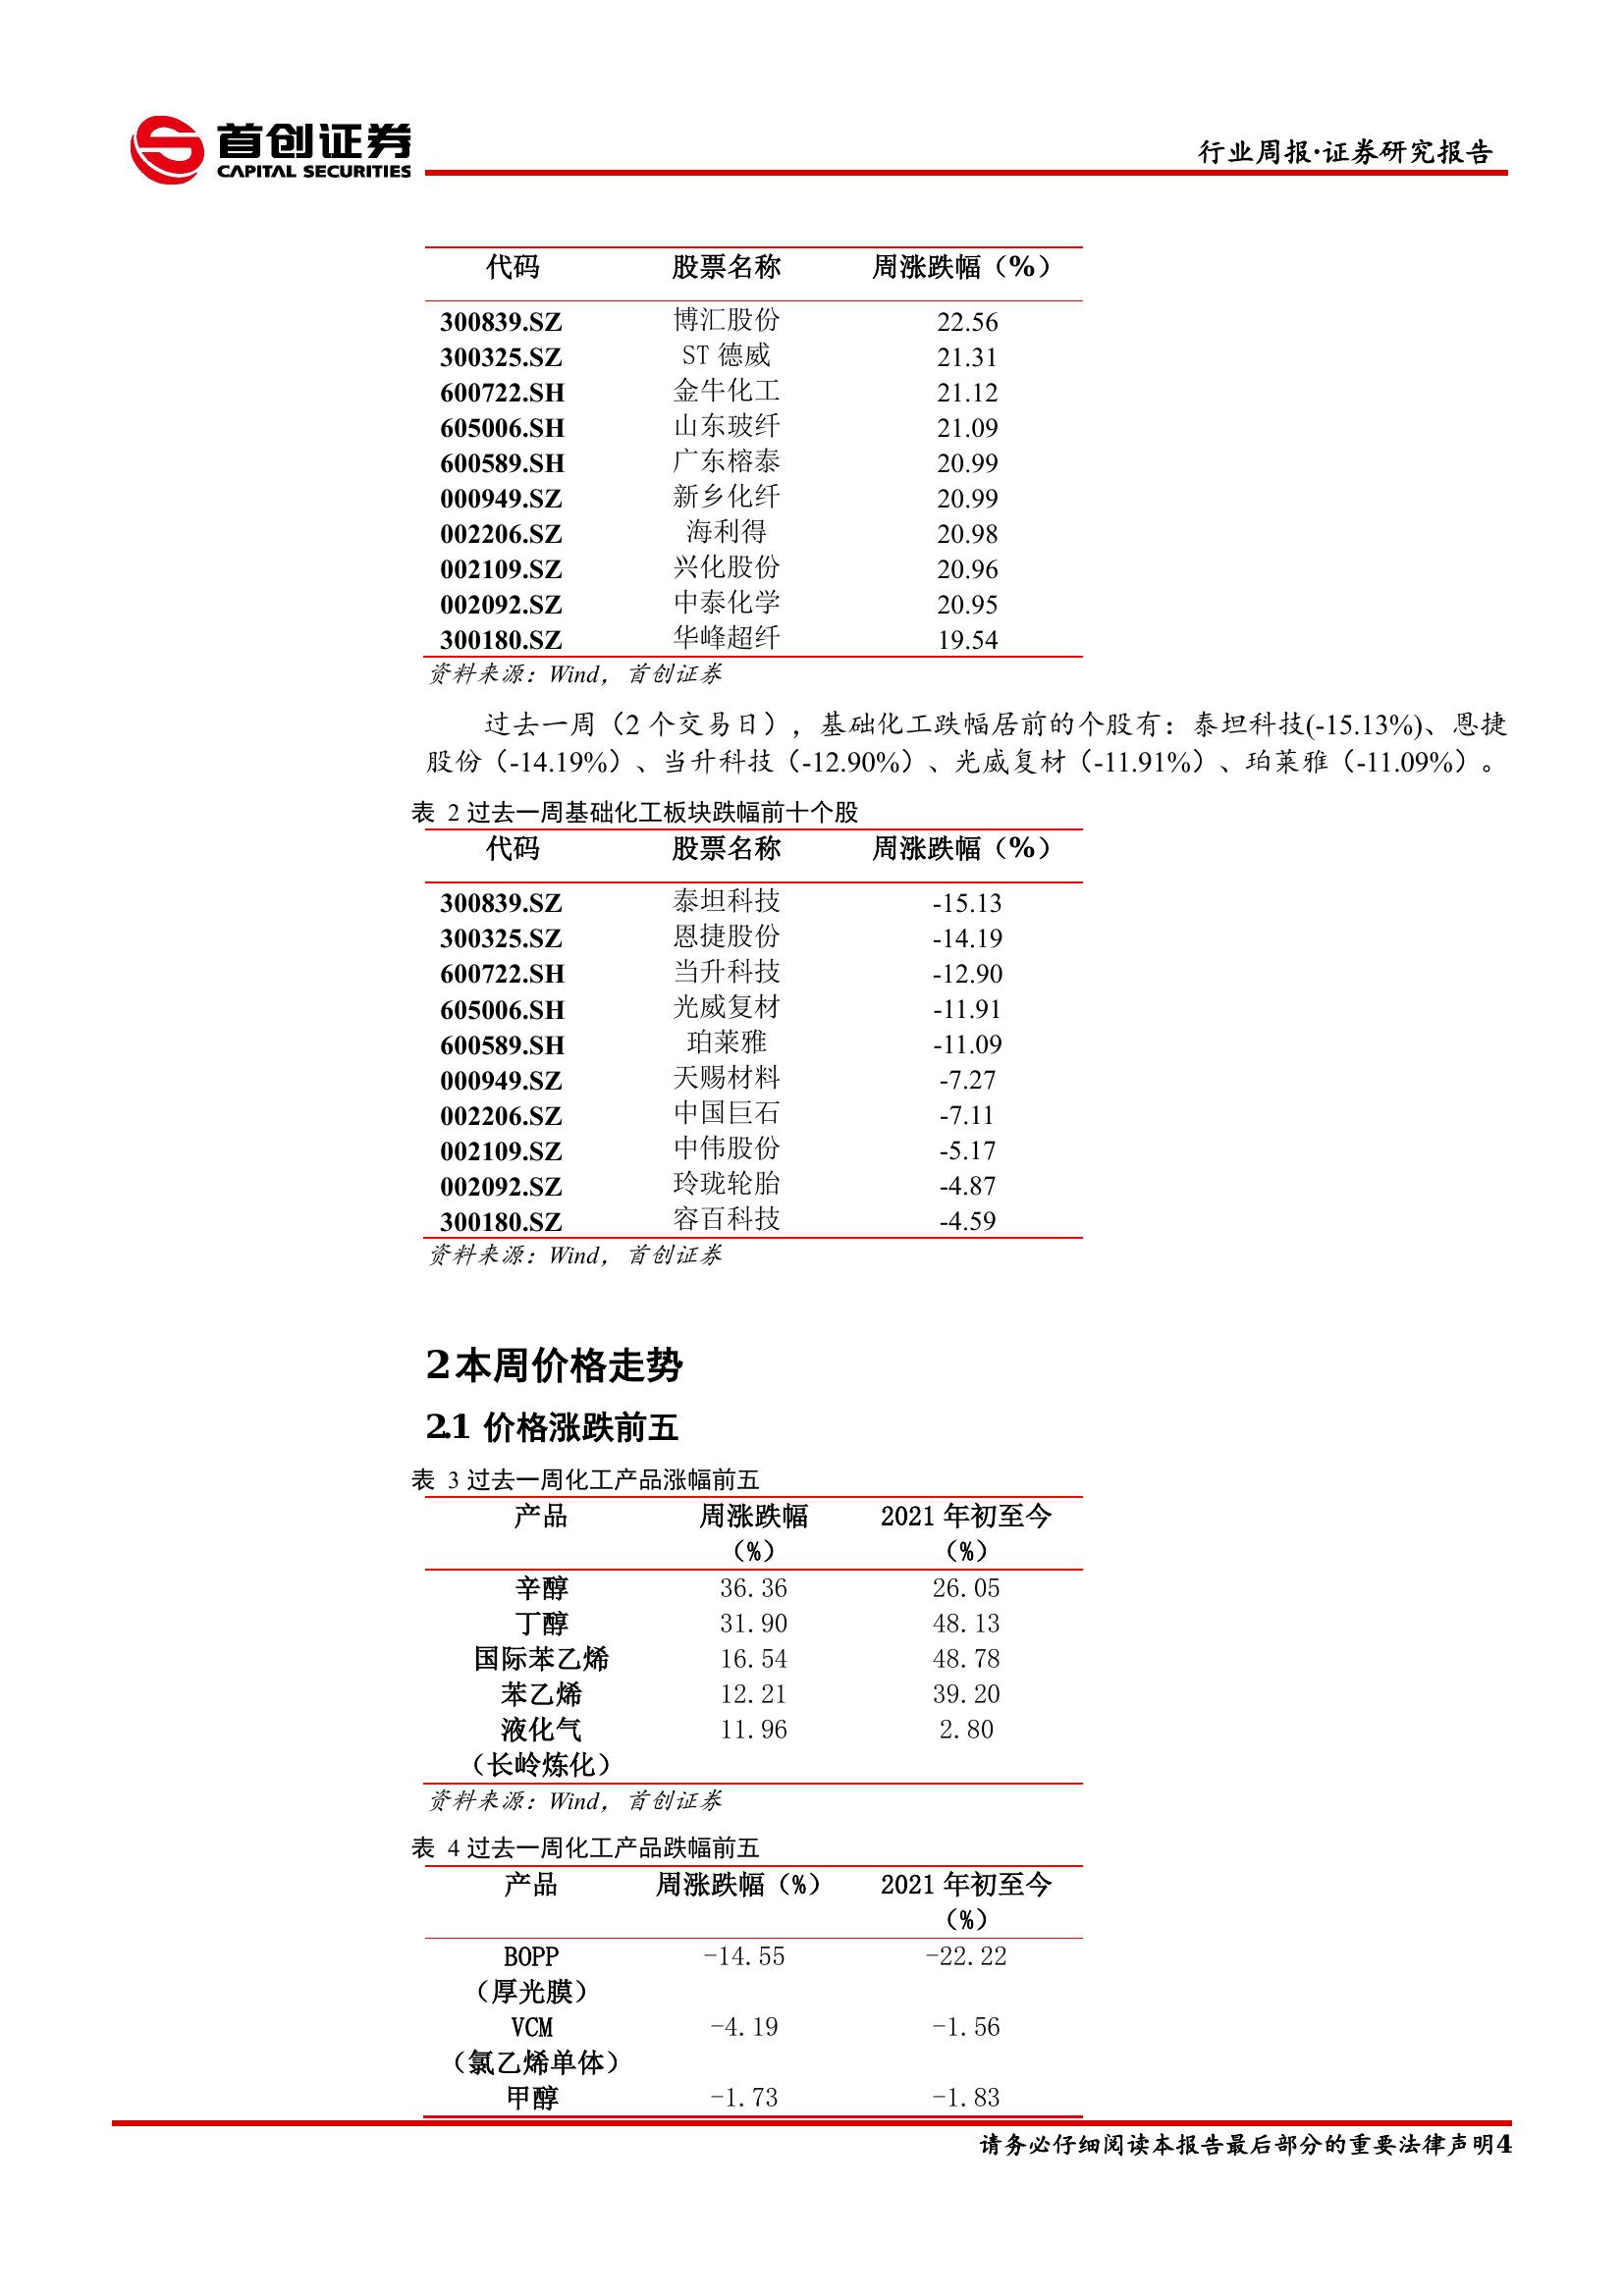 首创证券
CAPITAL SECURITIES
行业周报·证券研究报告
代码 股票名称 周涨跌幅（%）
300839.SZ 博汇股份 22.56
300325.SZ ST 德威 21.31
600722.SH 金牛化工 21.12
605006.SH 山东玻纤 21.09
600589.SH 广东榕泰 20.99
000949.SZ 新乡化纤 20.99
002206.SZ 海利得 20.98
002109.SZ 兴化股份 20.96
002092.SZ 中泰化学 20.95
300180.SZ 华峰超纤 19.54
资料来源：Wind，首创证券
过去一周（2 个交易日），基础化工跌幅居前的个股有：泰坦科技(-15.13%)、恩捷
股份（-14.19%）、当升科技（-12.90%）、光威复材（-11.91%）、珀莱雅（-11.09%）。
表 2 过去一周基础化工板块跌幅前十个股
代码 股票名称 周涨跌幅（%）
300839.SZ 泰坦科技 -15.13
300325.SZ 恩捷股份 -14.19
600722.SH 当升科技 -12.90
605006.SH 光威复材 -11.91
600589.SH 珀莱雅 -11.09
000949.SZ 天赐材料 -7.27
002206.SZ 中国巨石 -7.11
002109.SZ 中伟股份 -5.17
002092.SZ 玲珑轮胎 -4.87
300180.SZ 容百科技 -4.59
资料来源：Wind，首创证券
2 本周价格走势
2.1 价格涨跌前五
表 3 过去一周化工产品涨幅前五
产品 周涨跌幅 2021 年初至今
（%） （%）
辛醇 36.36 26.05
丁醇 31.90 48.13
国际苯乙烯 16.54 48.78
苯乙烯 12.21 39.20
液化气 11.96 2.80
（长岭炼化）
资料来源：Wind，首创证券
表 4 过去一周化工产品跌幅前五
产品 周涨跌幅（%） 2021 年初至今
（%）
BOPP -14.55 -22.22
（厚光膜）
VCM -4.19 -1.56
（氯乙烯单体）
甲醇 -1.73 -1.83
请务必仔细阅读本报告最后部分的重要法律声明4